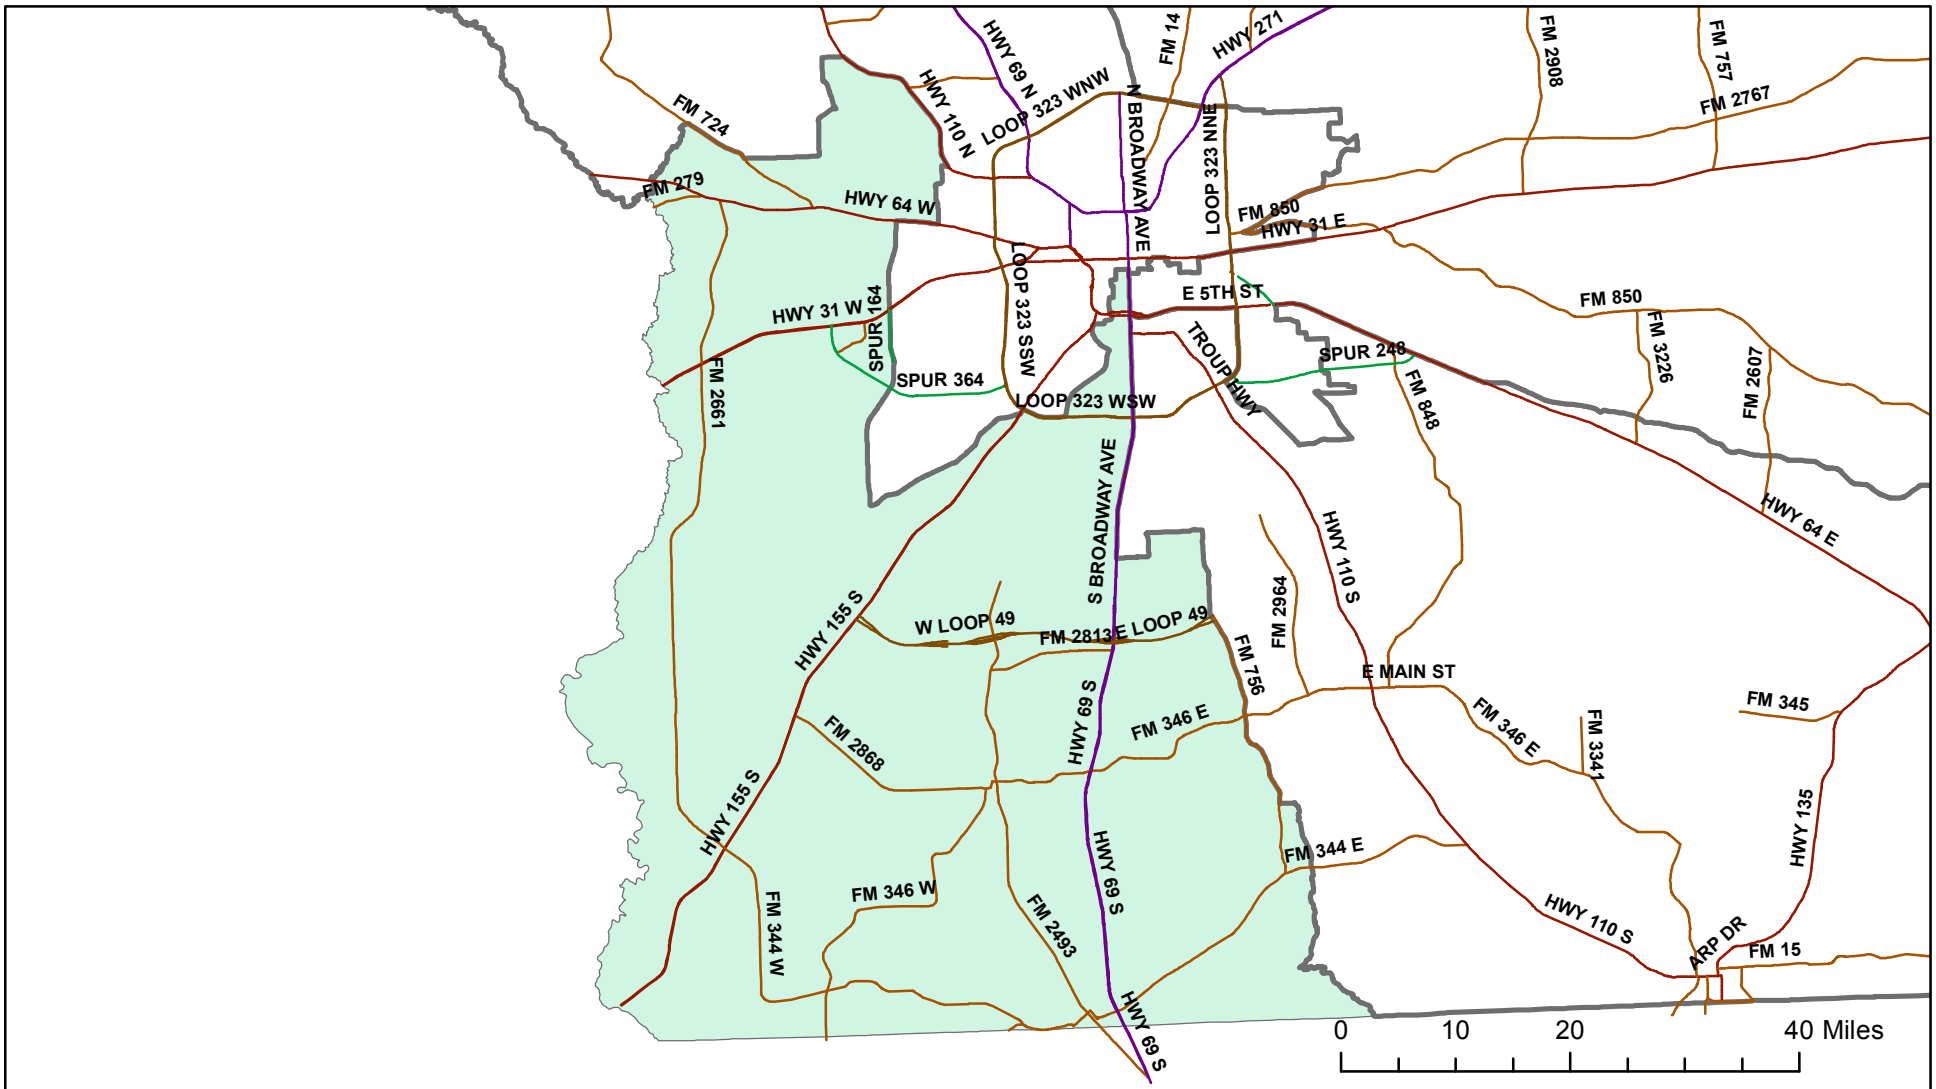 HWY 69 N
FM 14
HWY 271
FM 2908
FM 757
FM 2767
FM 724
HWY 110 N
LOOP 323 WNW
N BROADWAY AVE
LOOP 323 NNE
FM 279
HWY 64 W
FM 850
HWY 31 E
LOOP 323 SSW
E 5TH ST
FM 850
HWY 31 W
SPUR 164
FM 2661
SPUR 364
TROUP HWY
SPUR 248
FM 3226
FM 2607
FM 848
LOOP 323 WSW
S BROADWAY AVE
HWY 64 E
HWY 110 S
FM 2964
HWY 155 S
W LOOP 49
FM 2813
E LOOP 49
FM 756
E MAIN ST
FM 345
FM 2868
HWY 69 S
FM 346 E
FM 346 E
FM 3341
HWY 155 S
HWY 69 S
HWY 135
FM 344 E
FM 346 W
FM 344 W
FM 2493
HWY 110 S
ARP DR
FM 15
HWY 69 S
0 10 20 40 Miles